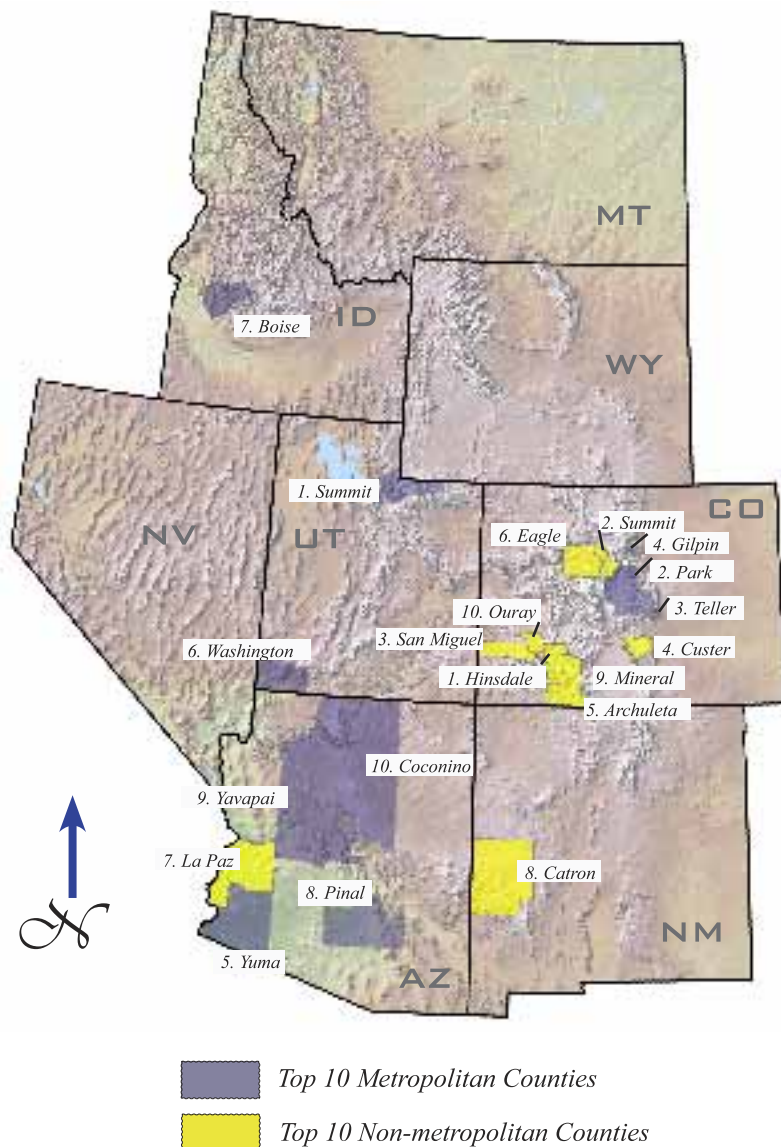 MT
7. Boise
ID
WY
1. Summit
CO
NV
UT
6. Eagle
2. Summit
4. Gilpin
2. Park
3. Teller
10. Ouray
3. San Miguel
4. Custer
6. Washington
1. Hinsdale
9. Mineral
5. Archuleta
10. Coconino
9. Yavapai
7. La Paz
8. Catron
8. Pinal
N
NM
5. Yuma
AZ
Top 10 Metropolitan Counties
Top 10 Non-metropolitan Counties